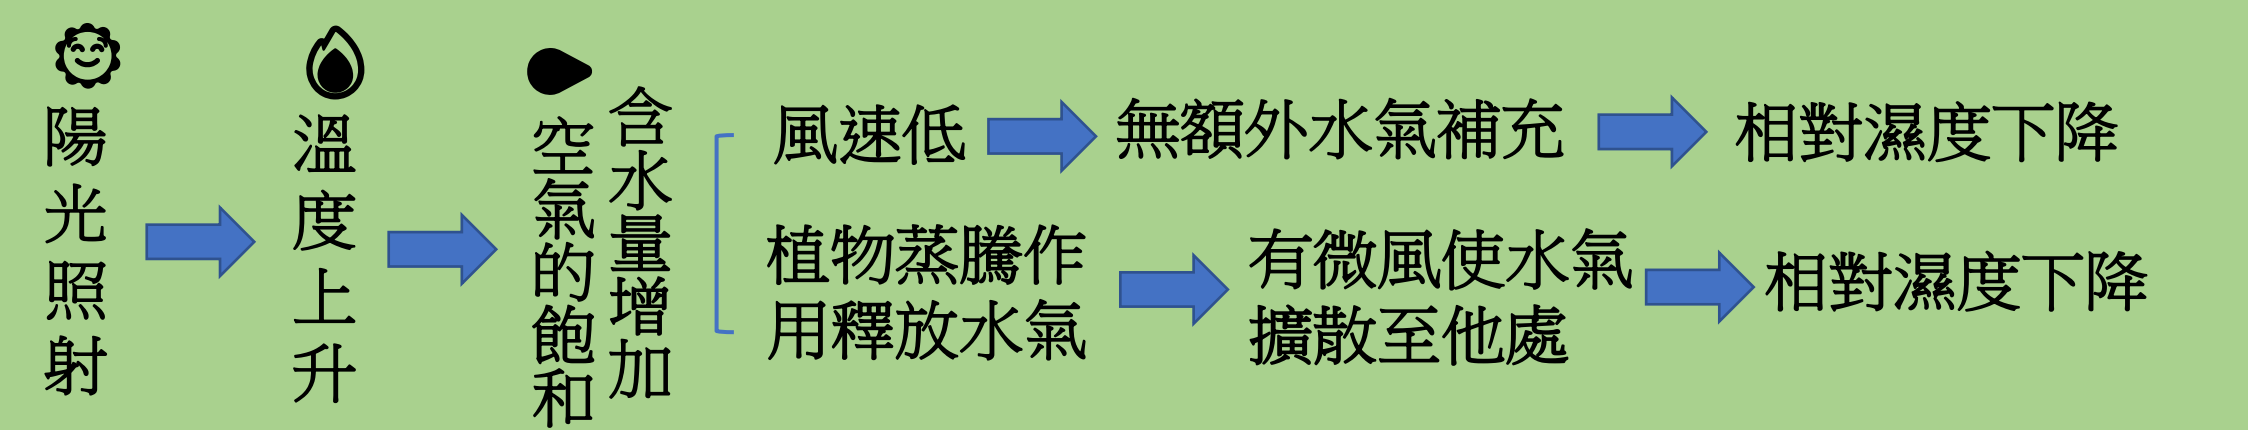 陽光照射
溫度上升
空氣的飽和
含水量增加
風速低
無額外水氣補充
相對濕度下降
植物蒸騰作
用釋放水氣
有微風使水氣
擴散至他處
相對濕度下降